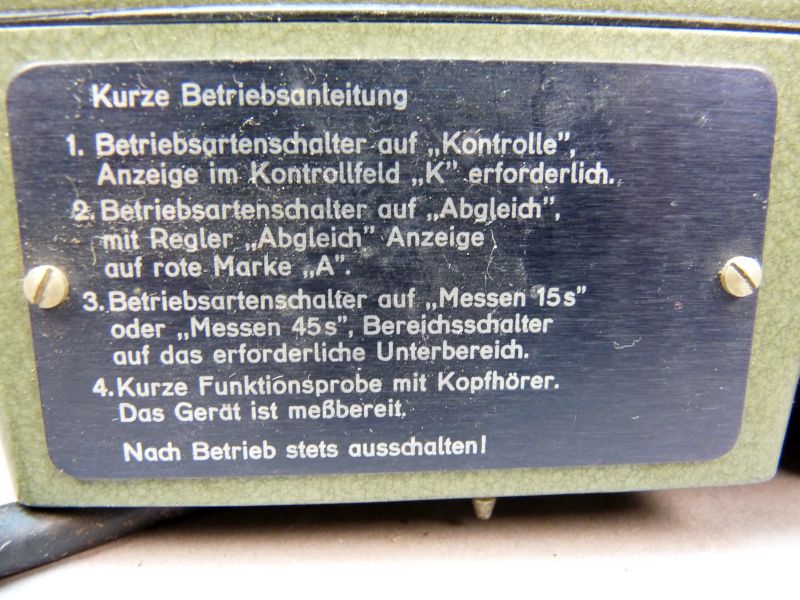 Kurze Betriebsanleitung
1. Betriebsartenschalter auf „Kontrolle”,
Anzeige im Kontrollfeld „K” erforderlich.
2. Betriebsartenschalter auf „Abgleich”,
mit Regler „Abgleich” Anzeige
auf rote Marke „A”.
3. Betriebsartenschalter auf „Messen 15s”
oder „Messen 45s”, Bereichsschalter
auf das erforderliche Unterbereich.
4. Kurze Funktionsprobe mit Kopfhörer.
Das Gerät ist meßbereit.
Nach Betrieb stets ausschalten!